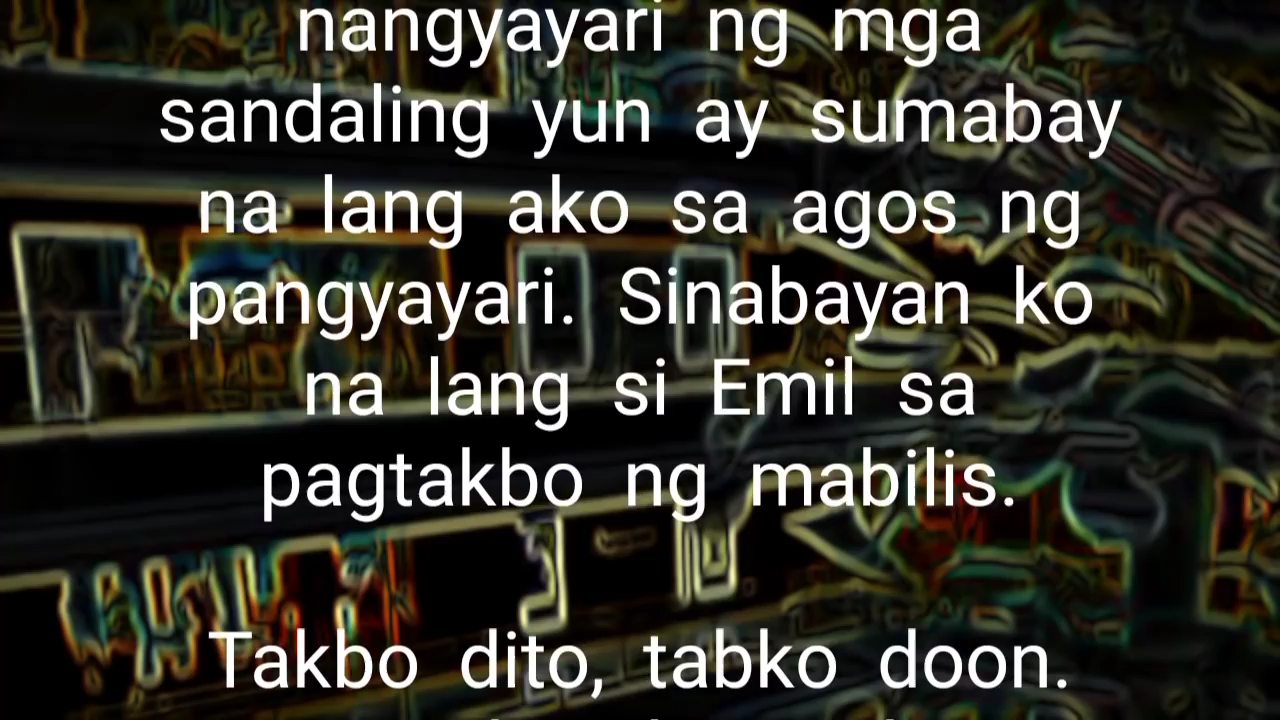 nangyayari ng mga
sandaling yun ay sumabay
na lang ako sa agos ng
pangyayari. Sinabayan ko
na lang si Emil sa
pagtakbo ng mabilis.
Takbo dito, tabko doon.